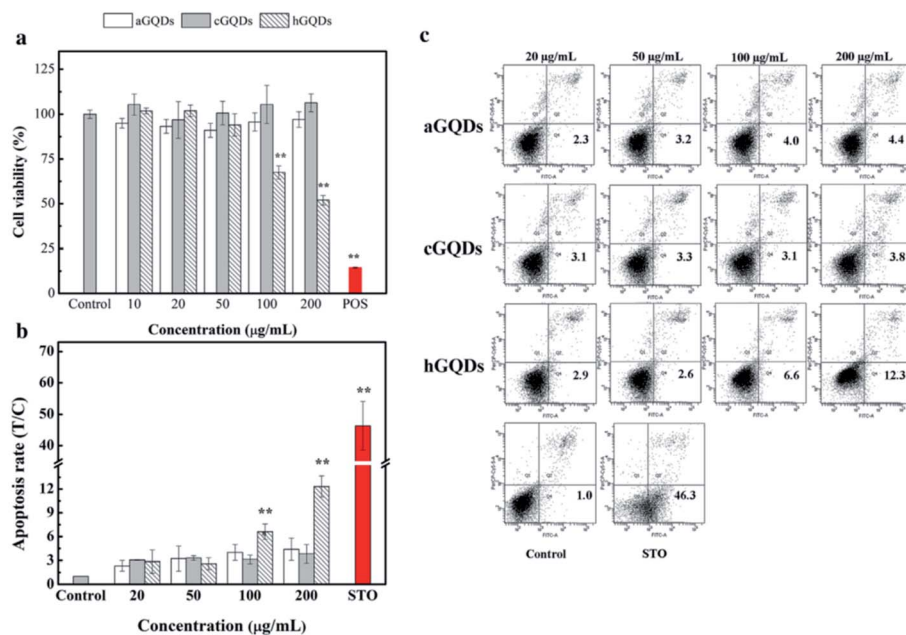 aGQDs cGQDs hGQDs
a
Cell viability (%)
125
100
75
50
25
0
**
**
**
Control 10 20 50 100 200 POS
Concentration (μg/mL)
b
Apoptosis rate (T/C)
70
60
50
40
12
9
6
3
0
**
**
**
Control 20 50 100 200 STO
Concentration (μg/mL)
c
20 μg/mL 50 μg/mL 100 μg/mL 200 μg/mL
aGQDs
2.3 3.2 4.0 4.4
cGQDs
3.1 3.3 3.1 3.8
hGQDs
2.9 2.6 6.6 12.3
1.0 46.3
FITC-A FITC-A
Control STO